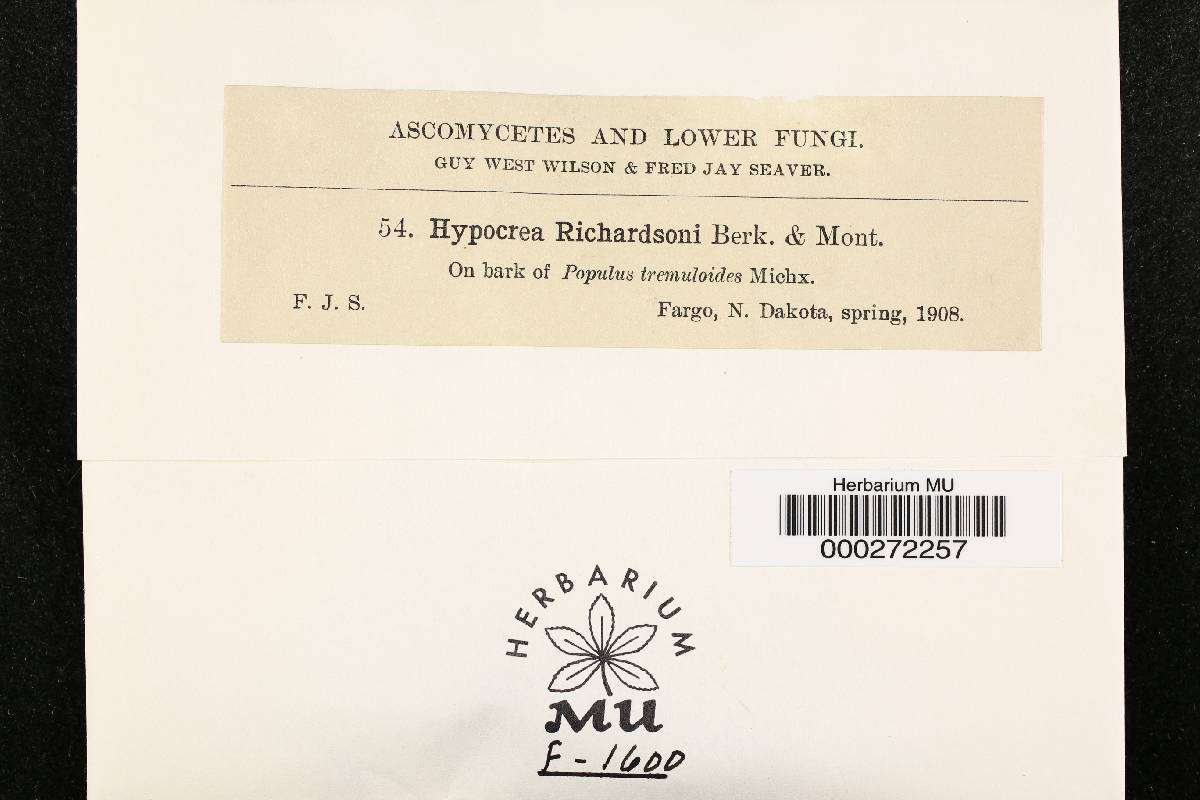 ASCOMYCETES AND LOWER FUNGI.
GUY WEST WILSON & FRED JAY SEAVER.
54. Hypocrea Richardsoni Berk. & Mont.
On bark of Populus tremuloides Michx.
F. J. S. Fargo, N. Dakota, spring, 1908.
Herbarium MU
000272257
HERBARIUM
MU
F-1600